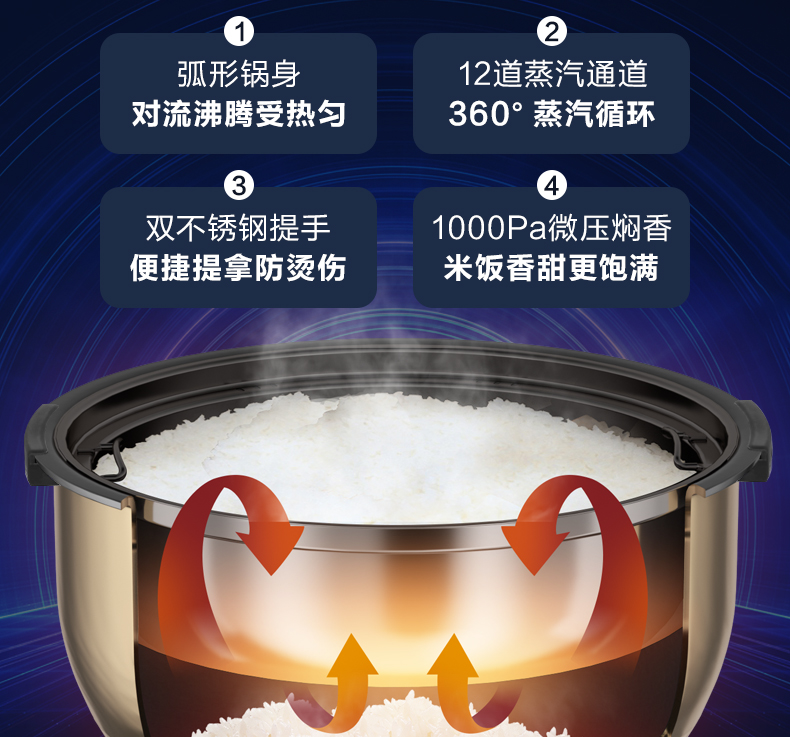 1
弧形锅身
对流沸腾受热匀
2
12道蒸汽通道
360° 蒸汽循环
3
双不锈钢提手
便捷提拿防烫伤
4
1000Pa微压焖香
米饭香甜更饱满